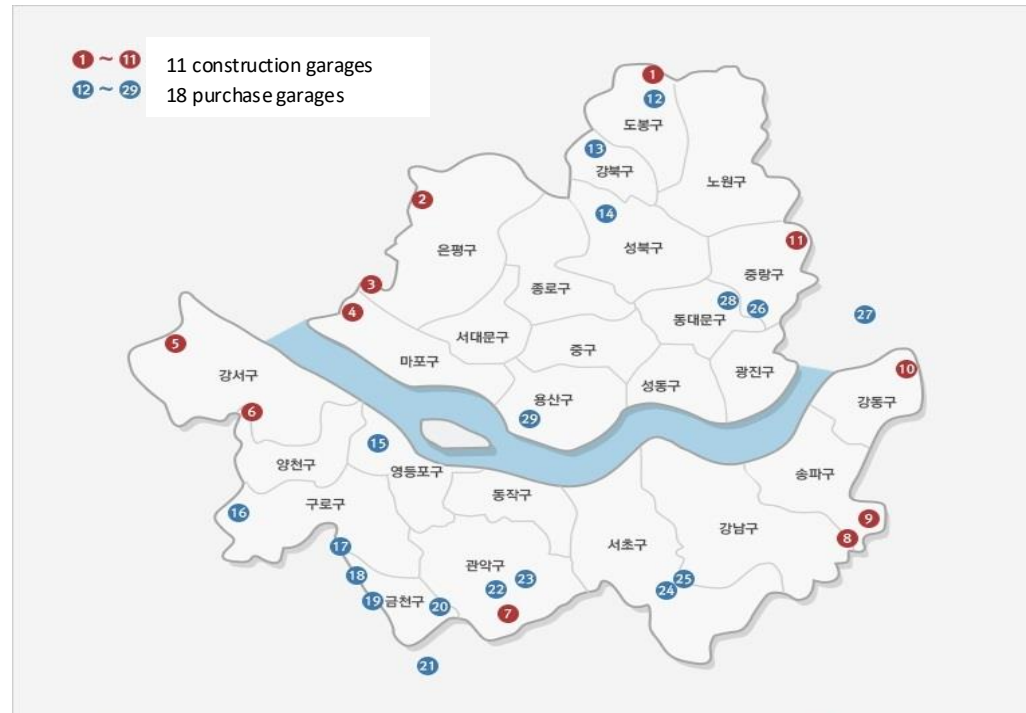 1 ~ 11 11 construction garages
12 ~ 29 18 purchase garages
1
12
도봉구
13
강북구
노원구
2
14
은평구
성북구
11
중랑구
3
종로구
28
26
4
동대문구
27
서대문구
5
마포구
중구
성동구
광진구
10
강서구
용산구
강동구
6
29
15
양천구
영등포구
송파구
구로구
동작구
16
9
강남구
8
서초구
17
관악구
18
23
25
22
24
19
금천구
20
7
21